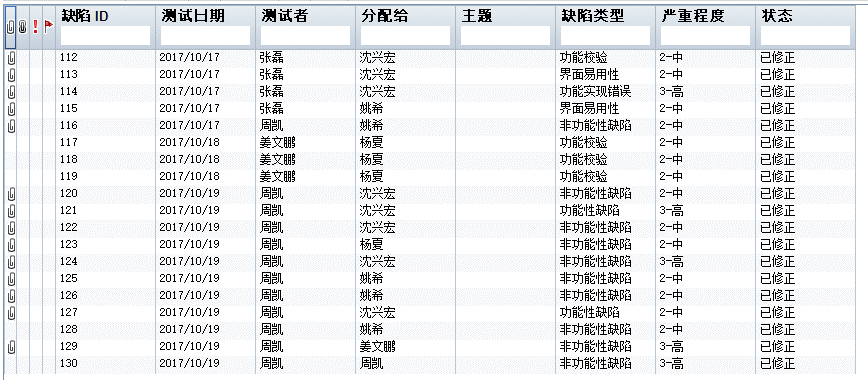 缺陷 ID 测试日期 测试者 分配给 主题 缺陷类型 严重程度 状态
112 2017/10/17 张磊 沈兴宏 功能校验 2-中 已修正
113 2017/10/17 张磊 沈兴宏 界面易用性 2-中 已修正
114 2017/10/17 张磊 沈兴宏 功能实现错误 3-高 已修正
115 2017/10/17 张磊 姚希 界面易用性 2-中 已修正
116 2017/10/17 周凯 姚希 非功能性缺陷 2-中 已修正
117 2017/10/18 姜文鹏 杨夏 功能校验 2-中 已修正
118 2017/10/18 姜文鹏 杨夏 功能校验 2-中 已修正
119 2017/10/18 姜文鹏 杨夏 功能校验 2-中 已修正
120 2017/10/19 周凯 沈兴宏 非功能性缺陷 2-中 已修正
121 2017/10/19 周凯 沈兴宏 功能性缺陷 3-高 已修正
122 2017/10/19 周凯 沈兴宏 非功能性缺陷 2-中 已修正
123 2017/10/19 周凯 杨夏 非功能性缺陷 2-中 已修正
124 2017/10/19 周凯 沈兴宏 非功能性缺陷 3-高 已修正
125 2017/10/19 周凯 姚希 非功能性缺陷 2-中 已修正
126 2017/10/19 周凯 姚希 非功能性缺陷 2-中 已修正
127 2017/10/19 周凯 沈兴宏 功能性缺陷 2-中 已修正
128 2017/10/19 周凯 姚希 非功能性缺陷 2-中 已修正
129 2017/10/19 周凯 姜文鹏 非功能性缺陷 3-高 已修正
130 2017/10/19 周凯 周凯 非功能性缺陷 3-高 已修正